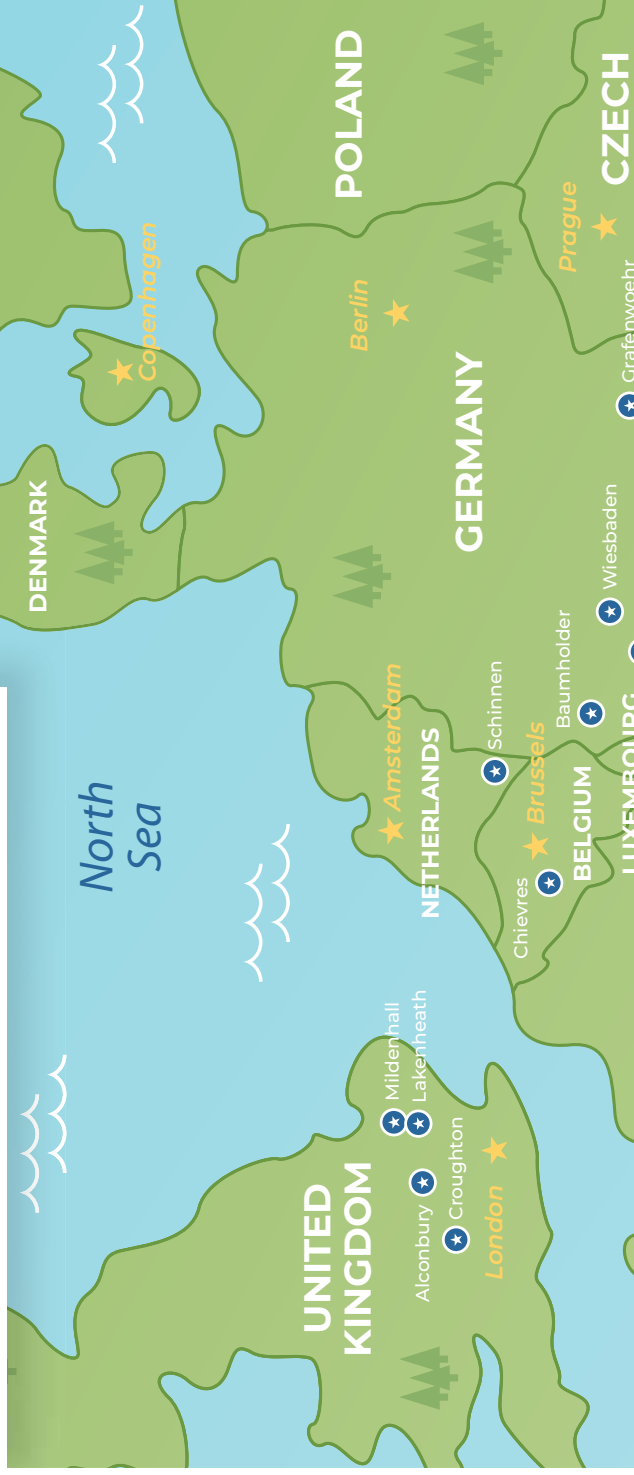 North
Sea
DENMARK
Copenhagen
POLAND
Berlin
GERMANY
Prague
CZECH
Grafenwoehr
Wiesbaden
Baumholder
Amsterdam
NETHERLANDS
Schinnen
Brussels
BELGIUM
Chievres
LUXEMBOURG
UNITED
KINGDOM
Mildenhall
Lakenheath
Alconbury
Croughton
London